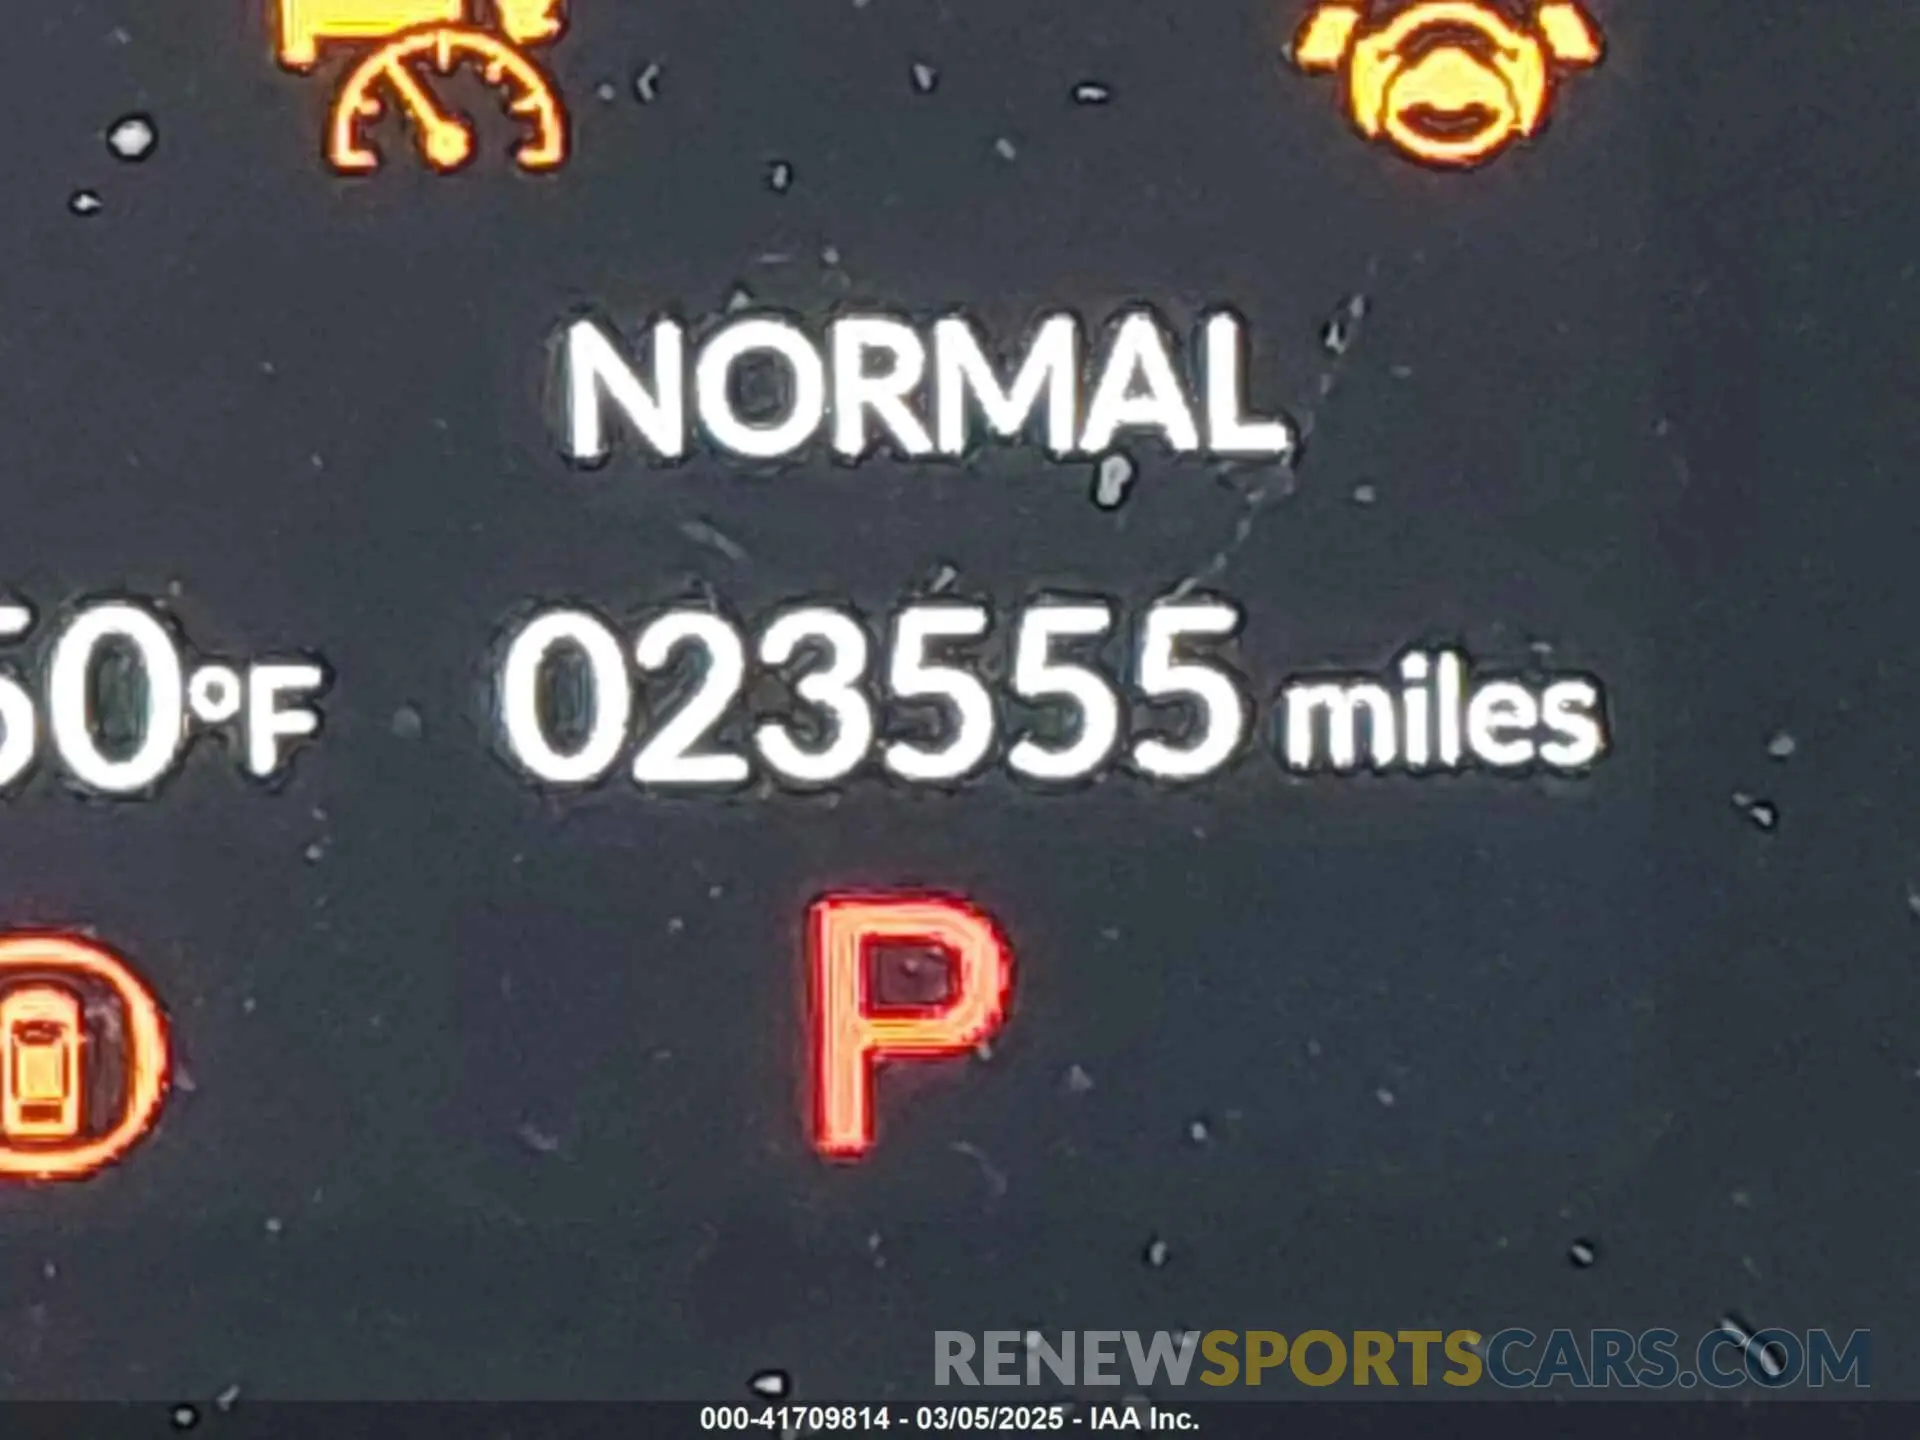 NORMAL
50°F 023555 miles
P
RENEWSPORTSCARS.COM
000-41709814 - 03/05/2025 - IAA Inc.